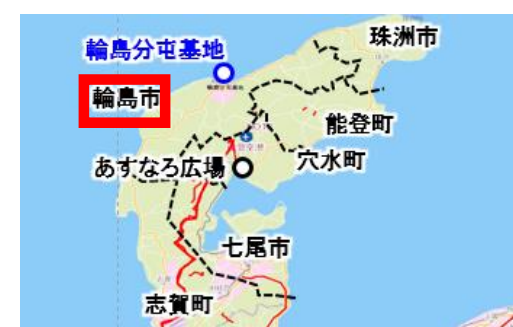 珠洲市
輪島分屯基地
輪島市
能登町
あすなろ広場
穴水町
七尾市
志賀町